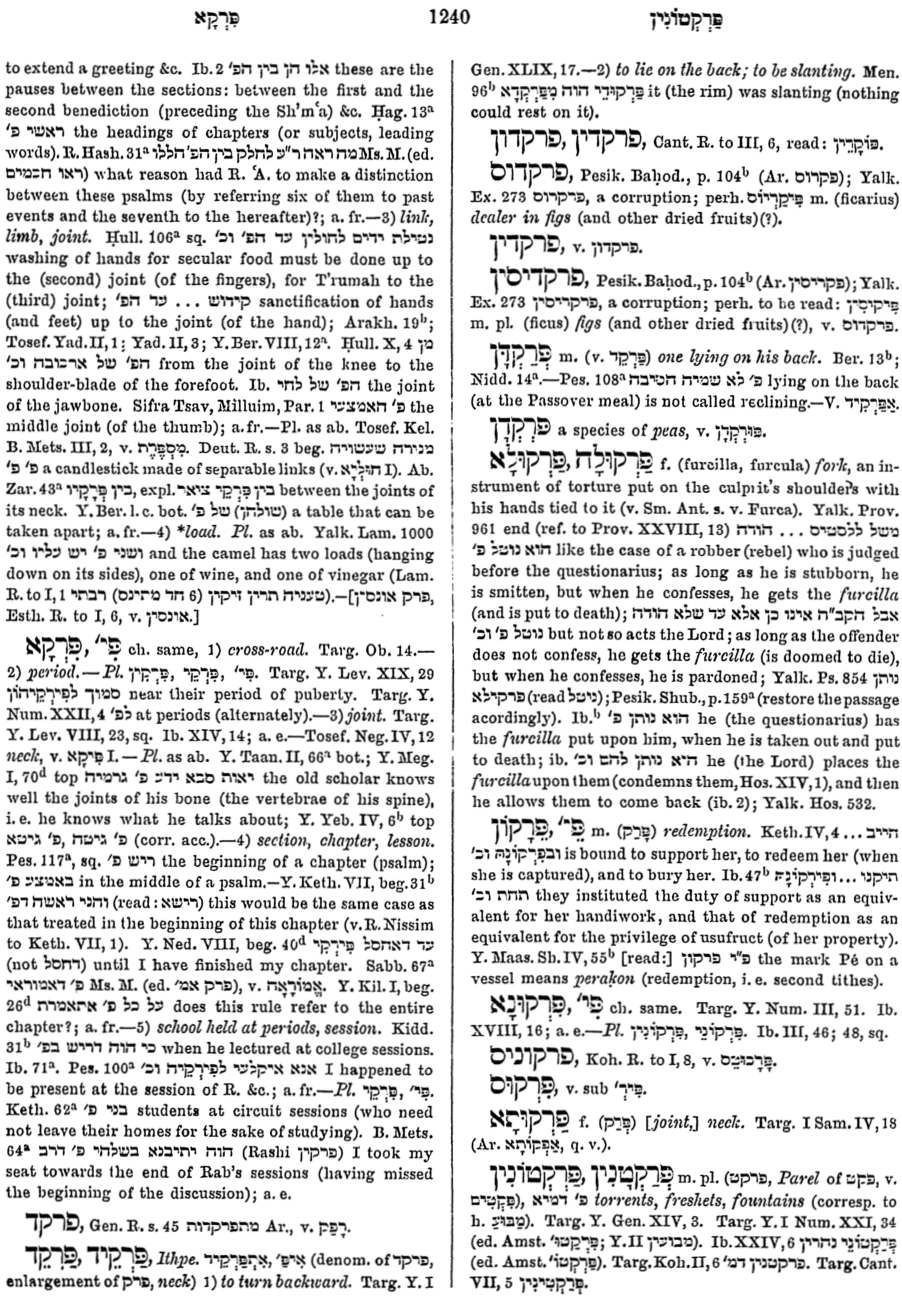 פִּרְקָא
1240
פַּרְקְטוֹנִין
to extend a greeting &c. Ib. 2 אלו הן בין הפ׳ these are the
pauses between the sections: between the first and the
second benediction (preceding the Sh'mʿa) &c. Ḥag. 13ᵃ
ראשי פ׳ the headings of chapters (or subjects, leading
words). R. Hash. 31ᵃ מה ראה ר״ע לחלק בין הפ׳ הללו Ms. M. (ed.
ראו חכמים) what reason had R. ʿA. to make a distinction
between these psalms (by referring six of them to past
events and the seventh to the hereafter)?; a. fr.—3) link,
limb, joint. Ḥull. 106ᵃ sq. נטילת ידים לחולין עד הפ׳ וכ׳
washing of hands for secular food must be done up to
the (second) joint (of the fingers), for T'rumah to the
(third) joint; קידוש ... עד הפ׳ sanctification of hands
(and feet) up to the joint (of the hand); Arakh. 19ᵇ;
Tosef. Yad. II, 1; Yad. II, 3; Y. Ber. VIII, 12ᵃ. Ḥull. X, 4 מן
הפ׳ של ארכובה וכ׳ from the joint of the knee to the
shoulder-blade of the forefoot. Ib. הפ׳ של לחי the joint
of the jawbone. Sifra Tsav, Milluim, Par. 1 פ׳ האמצעי the
middle joint (of the thumb); a. fr.—Pl. as ab. Tosef. Kel.
B. Mets. III, 2, v. מִסְפֶּרֶת. Deut. R. s. 3 beg. מנורה שעשויה
פ׳ פ׳ a candlestick made of separable links (v. חוּלְיָא I). Ab.
Zar. 43ᵃ בין פְּרָקָיו, expl. בין פִּרְקֵי צואר between the joints of
its neck. Y. Ber. l. c. bot. (שולחן) של פ׳ a table that can be
taken apart; a. fr.—4) *load. Pl. as ab. Yalk. Lam. 1000
ושני פ׳ יש עליו וכ׳ and the camel has two loads (hanging
down on its sides), one of wine, and one of vinegar (Lam.
R. to I, 1 רבתי (6 חד מתינס) טעניה תרין זיקין).—[פרק אונסין,
Esth. R. to I, 6, v. אונסין.]
פִּי׳, פִּרְקָא ch. same, 1) cross-road. Targ. Ob. 14.—
2) period.—Pl. פִּי׳, פִּרְקֵי, פִּרְקִין. Targ. Y. Lev. XIX, 29
סמוך לפִירְקֵיהוֹן near their period of puberty. Targ. Y.
Num. XXII, 4 לפ׳ at periods (alternately).—3) joint. Targ.
Y. Lev. VIII, 23, sq. Ib. XIV, 14; a. e.—Tosef. Neg. IV, 12
neck, v. פִּיקָא I.—Pl. as ab. Y. Taan. II, 66ᵃ bot.; Y. Meg.
I, 70ᵈ top יאות סבא ידע פ׳ גרמיה the old scholar knows
well the joints of his bone (the vertebrae of his spine),
i. e. he knows what he talks about; Y. Yeb. IV, 6ᵇ top
פ׳ גיטה, פ׳ גיטא (corr. acc.).—4) section, chapter, lesson.
Pes. 117ᵃ, sq. ריש פ׳ the beginning of a chapter (psalm);
באמצע פ׳ in the middle of a psalm.—Y. Keth. VII, beg. 31ᵇ
והני ראשה דפ׳ (read: רישא) this would be the same case as
that treated in the beginning of this chapter (v. R. Nissim
to Keth. VII, 1). Y. Ned. VIII, beg. 40ᵈ עד דאחסל פִּירְקִי
(not דחסל) until I have finished my chapter. Sabb. 67ᵃ
פ׳ דאמוראי Ms. M. (ed. פרק אמ׳), v. אֱמוֹרָאָה. Y. Kil. I, beg.
26ᵈ על כל פ׳ אתאמרת does this rule refer to the entire
chapter?; a. fr.—5) school held at periods, session. Kidd.
31ᵇ כי הוה דריש בפ׳ when he lectured at college sessions.
Ib. 71ᵃ. Pes. 100ᵃ אנא איקלעי לפִירְקֵיה וכ׳ I happened to
be present at the session of R. &c.; a. fr.—Pl. פִּי׳, פִּרְקֵי.
Keth. 62ᵃ בני פ׳ students at circuit sessions (who need
not leave their homes for the sake of studying). B. Mets.
64ᵃ הוה יתיבנא בשלהי פ׳ דרב (Rashi פרקין) I took my
seat towards the end of Rab's sessions (having missed
the beginning of the discussion); a. e.
פרקד, Gen. R. s. 45 מתפרקדות Ar., v. רָפַק.
פַּרְקֵיד, פַּרְקֵד, Ithpe. אִיפּ׳, אִתְפַּרְקֵיד (denom. of פרקד,
enlargement of פרק, neck) 1) to turn backward. Targ. Y. I
Gen. XLIX, 17.—2) to lie on the back; to be slanting. Men.
96ᵇ פַּרְקוּדֵי הוה מִפַּרְקְדָא it (the rim) was slanting (nothing
could rest on it).
פרקדין, פרקדון, Cant. R. to III, 6, read: פּוֹקָדִין.
פרקדוס, Pesik. Baḥod., p. 104ᵇ (Ar. פקרוס); Yalk.
Ex. 273 פריקוס, a corruption; perh. פִיקַרְיוֹס m. (ficarius)
dealer in figs (and other dried fruits)(?).
פרקדין, v. פרקדון.
פרקדיסין, Pesik. Baḥod., p. 104ᵇ (Ar. פקריסין); Yalk.
Ex. 273 פרקריסין, a corruption; perh. to be read: פִיקוֹסִין
m. pl. (ficus) figs (and other dried fruits)(?), v. פרקדוס.
פַּרְקְדָן m. (v. פַּרְקֵד) one lying on his back. Ber. 13ᵇ;
Nidd. 14ᵃ.—Pes. 108ᵃ פ׳ לא שמיה הסיבה lying on the back
(at the Passover meal) is not called reclining.—V. אַפַּרְקִיד.
פרְקְדָן a species of peas, v. פּוּרְקְדָן.
פַּרְקוּלָה, פַּרְקוּלָא f. (furcilla, furcula) fork, an in-
strument of torture put on the culprit's shoulders with
his hands tied to it (v. Sm. Ant. s. v. Furca). Yalk. Prov.
961 end (ref. to Prov. XXVIII, 13) משל ללסטיס ... הודה
הוא נוטל פ׳ like the case of a robber (rebel) who is judged
before the questionarius; as long as he is stubborn, he
is smitten, but when he confesses, he gets the furcilla
(and is put to death); אבל הקב״ה אינו כן אלא עד שלא הודה
נוטל פ׳ וכ׳ but not so acts the Lord; as long as the offender
does not confess, he gets the furcilla (is doomed to die),
but when he confesses, he is pardoned; Yalk. Ps. 854 נותן
פרקילא (read נוטל); Pesik. Shub., p. 159ᵃ (restore the passage
acordingly). Ib.ᵇ הוא נותן פ׳ he (the questionarius) has
the furcilla put upon him, when he is taken out and put
to death; ib. היא נותן להם וכ׳ he (the Lord) places the
furcilla upon them (condemns them, Hos. XIV, 1), and then
he allows them to come back (ib. 2); Yalk. Hos. 532.
פֵּי׳, פֵּרָקוֹן m. (פָּרַק) redemption. Keth. IV, 4 חייב ...
ובפִרְקוֹנָהּ וכ׳ is bound to support her, to redeem her (when
she is captured), and to bury her. Ib. 47ᵇ תיקנו ... ופירקונה
תחת וכ׳ they instituted the duty of support as an equiv-
alent for her handiwork, and that of redemption as an
equivalent for the privilege of usufruct (of her property).
Y. Maas. Sh. IV, 55ᵇ [read:] פ״י פרקון the mark Pé on a
vessel means peraḳon (redemption, i. e. second tithes).
פִּי׳, פִּרְקוֹנָא ch. same. Targ. Y. Num. III, 51. Ib.
XVIII, 16; a. e.—Pl. פִּרְקוֹנֵי, פִּרְקוֹנִין. Ib. III, 46; 48, sq.
פרקוניס, Koh. R. to I, 8, v. פָּרְכוּטָס.
פִּרְקוּס, v. sub פִּירְ׳.
פַּרְקוּתָא f. (פְּרַק) [joint,] neck. Targ. I Sam. IV, 18
(Ar. אַפְּקוּתָא, q. v.).
פַּרְקְטָנִין, פַּרְקְטוֹנִין m. pl. (פרקט, Parel of פקט, v.
פְּקָטִים), פ׳ דמיא torrents, freshets, fountains (corresp. to
h. מַבּוּעַ). Targ. Y. Gen. XIV, 3. Targ. Y. I Num. XXI, 34
(ed. Amst. פַּרְקְטוּ׳; Y. II מבועין). Ib. XXIV, 6 פַּרְקְטוֹנֵי נהרין
(ed. Amst. פַּרְקְטוֹ׳). Targ. Koh. II, 6 פרקטנין דמ׳. Targ. Cant.
VII, 5 פַּרְקְטִינִין.